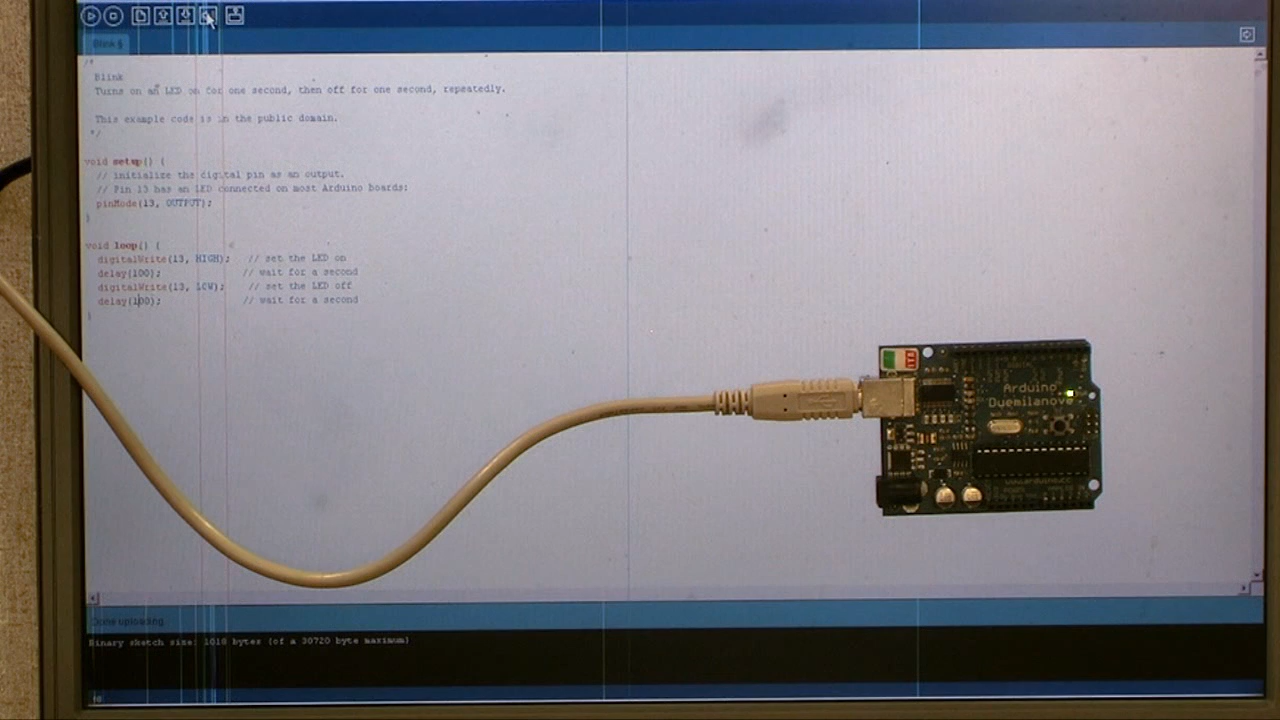 Blink §
/*
Blink
Turns on an LED on for one second, then off for one second, repeatedly.
This example code is in the public domain.
*/
void setup() {
// initialize the digital pin as an output.
// Pin 13 has an LED connected on most Arduino boards:
pinMode(13, OUTPUT);
}
void loop() {
digitalWrite(13, HIGH); // set the LED on
delay(100); // wait for a second
digitalWrite(13, LOW); // set the LED off
delay(100); // wait for a second
}
Arduino
Duemilanove
www.arduino.cc
Done uploading.
Binary sketch size: 1018 bytes (of a 30720 byte maximum)